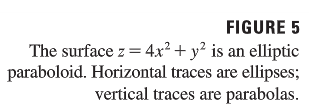 FIGURE 5
The surface z = 4x² + y² is an elliptic
paraboloid. Horizontal traces are ellipses;
vertical traces are parabolas.